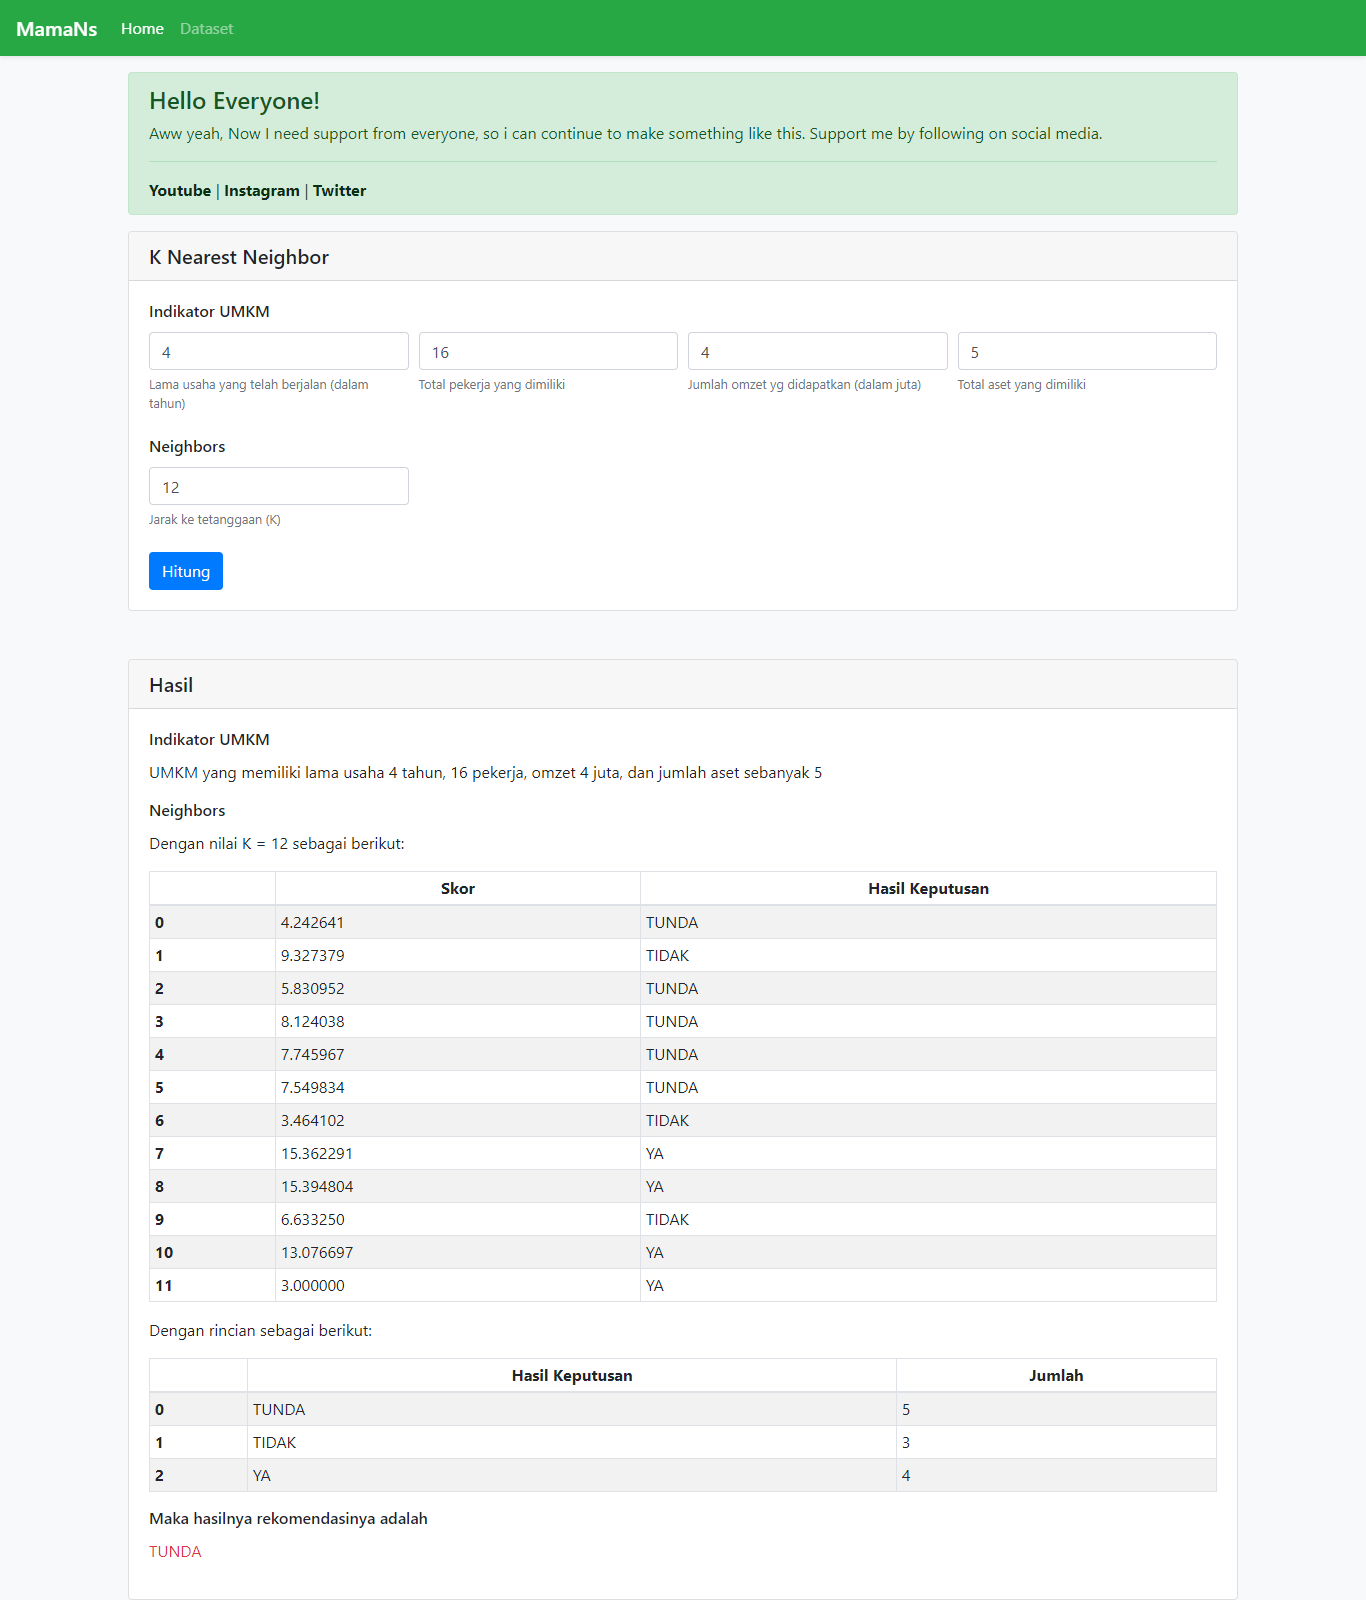 MamaNs Home Dataset
Hello Everyone!
Aww yeah, Now I need support from everyone, so i can continue to make something like this. Support me by following on social media.
Youtube | Instagram | Twitter
K Nearest Neighbor
Indikator UMKM
4 16 4 5
Lama usaha yang telah berjalan (dalam tahun)
Total pekerja yang dimiliki
Jumlah omzet yg didapatkan (dalam juta)
Total aset yang dimiliki
Neighbors
12
Jarak ke tetanggaan (K)
Hitung
Hasil
Indikator UMKM
UMKM yang memiliki lama usaha 4 tahun, 16 pekerja, omzet 4 juta, dan jumlah aset sebanyak 5
Neighbors
Dengan nilai K = 12 sebagai berikut:
Skor Hasil Keputusan
0 4.242641 TUNDA
1 9.327379 TIDAK
2 5.830952 TUNDA
3 8.124038 TUNDA
4 7.745967 TUNDA
5 7.549834 TUNDA
6 3.464102 TIDAK
7 15.362291 YA
8 15.394804 YA
9 6.633250 TIDAK
10 13.076697 YA
11 3.000000 YA
Dengan rincian sebagai berikut:
Hasil Keputusan Jumlah
0 TUNDA 5
1 TIDAK 3
2 YA 4
Maka hasilnya rekomendasinya adalah
TUNDA